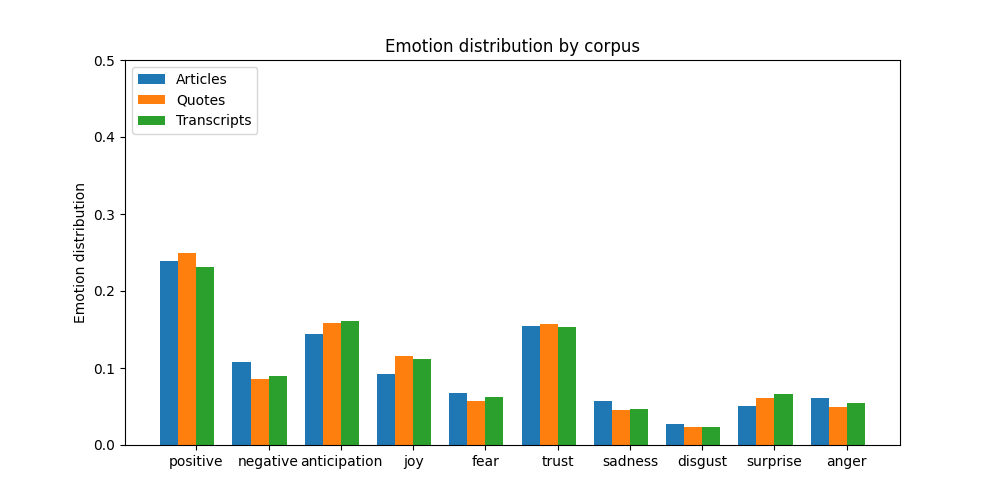 Emotion distribution by corpus
Articles
Quotes
Transcripts
Emotion distribution
0.5
0.4
0.3
0.2
0.1
0.0
positive negative anticipation joy fear trust sadness disgust surprise anger